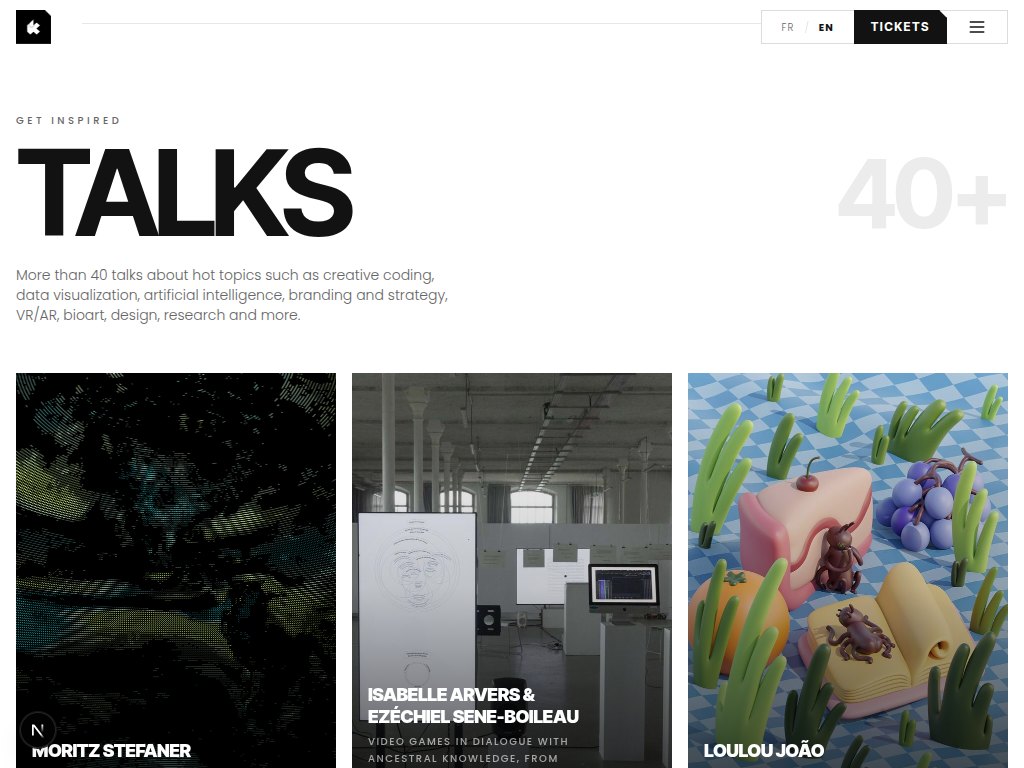 FR / EN
TICKETS
GET INSPIRED
TALKS
40+
More than 40 talks about hot topics such as creative coding,
data visualization, artificial intelligence, branding and strategy,
VR/AR, bioart, design, research and more.
MORITZ STEFANER
ISABELLE ARVERS &
EZÉCHIEL SENE-BOILEAU
VIDEO GAMES IN DIALOGUE WITH
ANCESTRAL KNOWLEDGE, FROM
LOULOU JOÃO
N